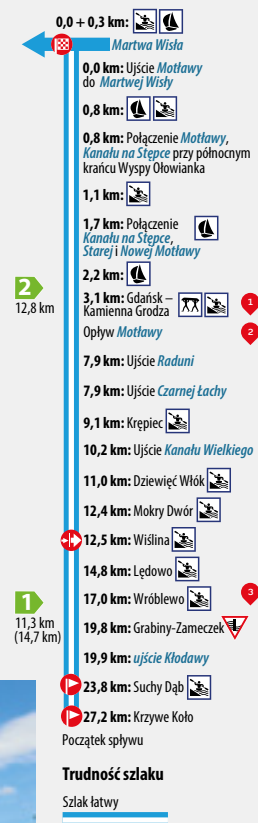 0,0 + 0,3 km:
Martwa Wisła
0,0 km: Ujście Motławy
do Martwej Wisły
0,8 km:
0,8 km: Połączenie Motławy,
Kanału na Stępce przy północnym
krańcu Wyspy Ołowianka
1,1 km:
1,7 km: Połączenie
Kanału na Stępce,
Starej i Nowej Motławy
2,2 km:
2
12,8 km
3,1 km: Gdańsk –
Kamienna Grodza
1
Opływ Motławy
2
7,9 km: Ujście Raduni
7,9 km: Ujście Czarnej Łachy
9,1 km: Krępiec
10,2 km: Ujście Kanału Wielkiego
11,0 km: Dziewięć Włók
12,4 km: Mokry Dwór
12,5 km: Wiślina
14,8 km: Lędowo
1
11,3 km
(14,7 km)
17,0 km: Wróblewo
3
19,8 km: Grabiny-Zameczek
19,9 km: ujście Kłodawy
23,8 km: Suchy Dąb
27,2 km: Krzywe Koło
Początek spływu
Trudność szlaku
Szlak łatwy